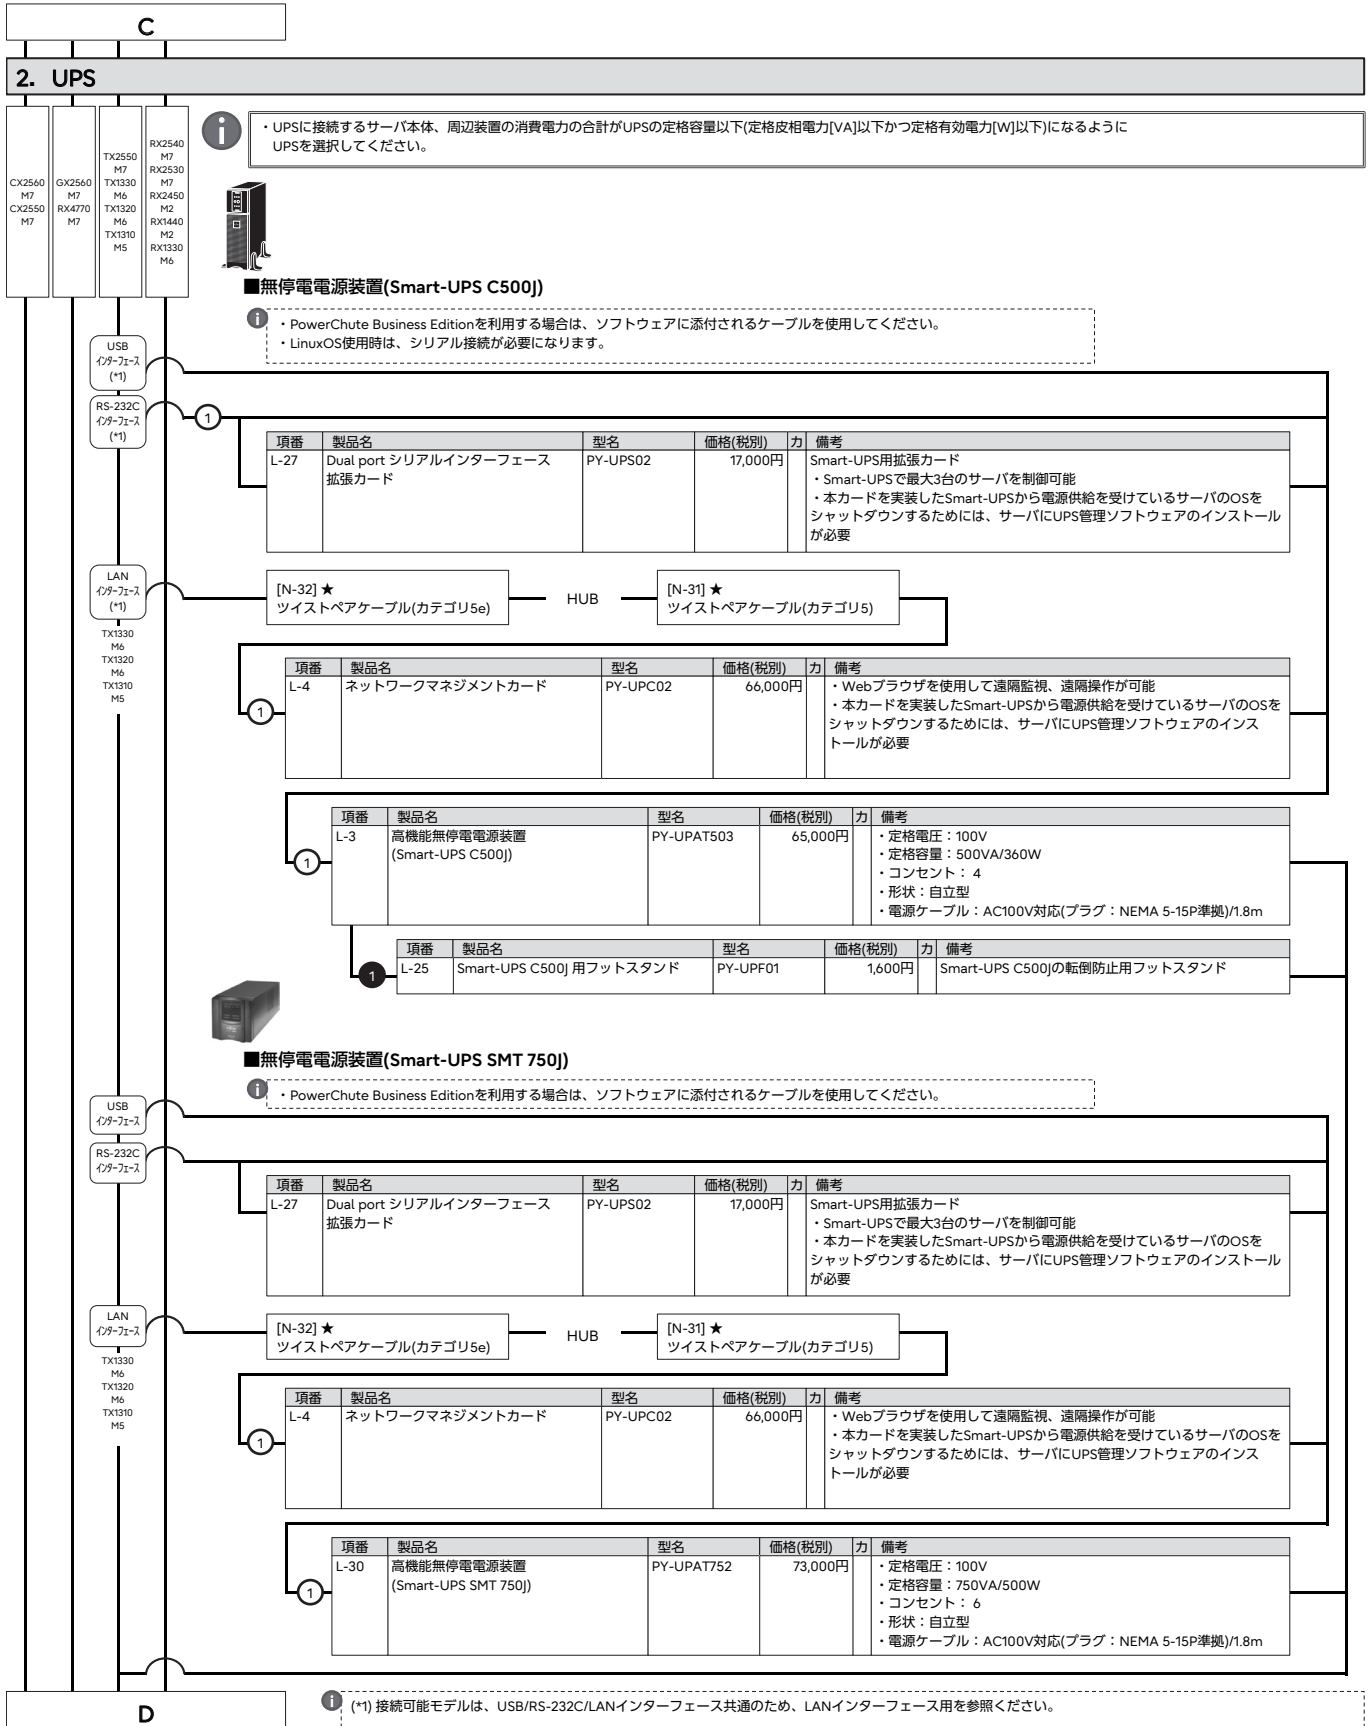 C
2. UPS
CX2560
M7
CX2550
M7
GX2560
M7
RX4770
M7
TX2550
M7
TX1330
M6
TX1320
M6
TX1310
M5
RX2540
M7
RX2530
M7
RX2450
M2
RX1440
M2
RX1330
M6
i
・UPSに接続するサーバ本体、周辺装置の消費電力の合計がUPSの定格容量以下(定格皮相電力[VA]以下かつ定格有効電力[W]以下)になるように
UPSを選択してください。
■無停電電源装置(Smart-UPS C500J)
i
・PowerChute Business Editionを利用する場合は、ソフトウェアに添付されるケーブルを使用してください。
・LinuxOS使用時は、シリアル接続が必要になります。
USB
インターフェース
(*1)
RS-232C
インターフェース
(*1)
1
項番 製品名 型名 価格(税別) カ 備考
L-27 Dual port シリアルインターフェース PY-UPS02 17,000円 Smart-UPS用拡張カード
拡張カード ・Smart-UPSで最大3台のサーバを制御可能
・本カードを実装したSmart-UPSから電源供給を受けているサーバのOSを
シャットダウンするためには、サーバにUPS管理ソフトウェアのインストール
が必要
LAN
インターフェース
(*1)
TX1330
M6
TX1320
M6
TX1310
M5
[N-32] ★
ツイストペアケーブル(カテゴリ5e)
HUB
[N-31] ★
ツイストペアケーブル(カテゴリ5)
項番 製品名 型名 価格(税別) カ 備考
1
L-4 ネットワークマネジメントカード PY-UPC02 66,000円 ・Webブラウザを使用して遠隔監視、遠隔操作が可能
・本カードを実装したSmart-UPSから電源供給を受けているサーバのOSを
シャットダウンするためには、サーバにUPS管理ソフトウェアのインス
トールが必要
項番 製品名 型名 価格(税別) カ 備考
1
L-3 高機能無停電電源装置 PY-UPAT503 65,000円 ・定格電圧：100V
(Smart-UPS C500J) ・定格容量：500VA/360W
・コンセント： 4
・形状：自立型
・電源ケーブル：AC100V対応(プラグ：NEMA 5-15P準拠)/1.8m
項番 製品名 型名 価格(税別) カ 備考
1
L-25 Smart-UPS C500J 用フットスタンド PY-UPF01 1,600円 Smart-UPS C500Jの転倒防止用フットスタンド
■無停電電源装置(Smart-UPS SMT 750J)
i
・PowerChute Business Editionを利用する場合は、ソフトウェアに添付されるケーブルを使用してください。
USB
インターフェース
RS-232C
インターフェース
項番 製品名 型名 価格(税別) カ 備考
L-27 Dual port シリアルインターフェース PY-UPS02 17,000円 Smart-UPS用拡張カード
拡張カード ・Smart-UPSで最大3台のサーバを制御可能
・本カードを実装したSmart-UPSから電源供給を受けているサーバのOSを
シャットダウンするためには、サーバにUPS管理ソフトウェアのインストール
が必要
LAN
インターフェース
TX1330
M6
TX1320
M6
TX1310
M5
[N-32] ★
ツイストペアケーブル(カテゴリ5e)
HUB
[N-31] ★
ツイストペアケーブル(カテゴリ5)
項番 製品名 型名 価格(税別) カ 備考
1
L-4 ネットワークマネジメントカード PY-UPC02 66,000円 ・Webブラウザを使用して遠隔監視、遠隔操作が可能
・本カードを実装したSmart-UPSから電源供給を受けているサーバのOSを
シャットダウンするためには、サーバにUPS管理ソフトウェアのインス
トールが必要
項番 製品名 型名 価格(税別) カ 備考
1
L-30 高機能無停電電源装置 PY-UPAT752 73,000円 ・定格電圧：100V
(Smart-UPS SMT 750J) ・定格容量：750VA/500W
・コンセント： 6
・形状：自立型
・電源ケーブル：AC100V対応(プラグ：NEMA 5-15P準拠)/1.8m
D
i
(*1) 接続可能モデルは、USB/RS-232C/LANインターフェース共通のため、LANインターフェース用を参照ください。